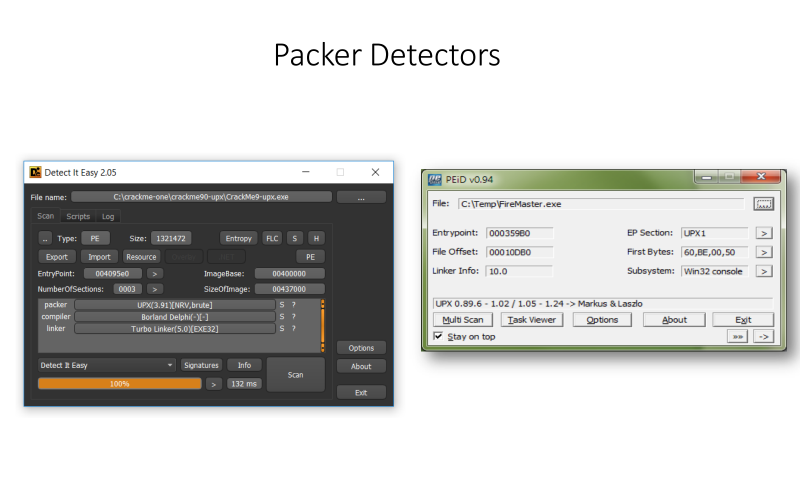 Packer Detectors
Detect It Easy 2.05
File name: C:\crackme-one\crackme90-upx\CrackMe9-upx.exe ...
Scan Scripts Log
.. Type: PE Size: 1321472 Entropy FLC S H
Export Import Resource PE
EntryPoint: 004095e0 > ImageBase: 00400000
NumberOfSections: 0003 > SizeOfImage: 00437000
packer UPX(3.91)[NRV,brute] S ?
compiler Borland Delphi(-)[-] S ?
linker Turbo Linker(5.0)[EXE32] S ?
Options
Detect It Easy Signatures Info Scan About
100% > 132 ms
Exit
PEiD v0.94
File: C:\Temp\FireMaster.exe ...
Entrypoint: 000359B0 EP Section: UPX1 >
File Offset: 00010DB0 First Bytes: 60,BE,00,50 >
Linker Info: 10.0 Subsystem: Win32 console >
UPX 0.89.6 - 1.02 / 1.05 - 1.24 -> Markus & Laszlo
Multi Scan Task Viewer Options About Exit
Stay on top »» ->